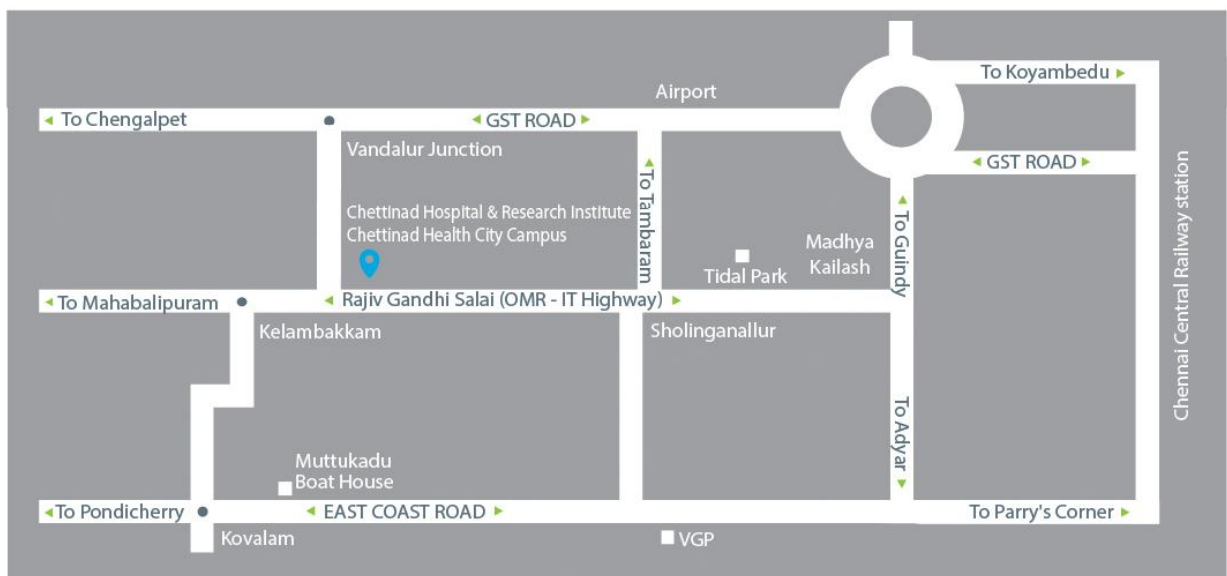 To Koyambedu
Airport
To Chengalpet
GST ROAD
Vandalur Junction
GST ROAD
To Tambaram
To Guindy
Chennai Central Railway station
Chettinad Hospital & Research Institute
Chettinad Health City Campus
Madhya
Kailash
Tidal Park
To Mahabalipuram
Rajiv Gandhi Salai (OMR - IT Highway)
Kelambakkam
Sholinganallur
To Adyar
Muttukadu
Boat House
To Pondicherry
EAST COAST ROAD
To Parry's Corner
Kovalam
VGP